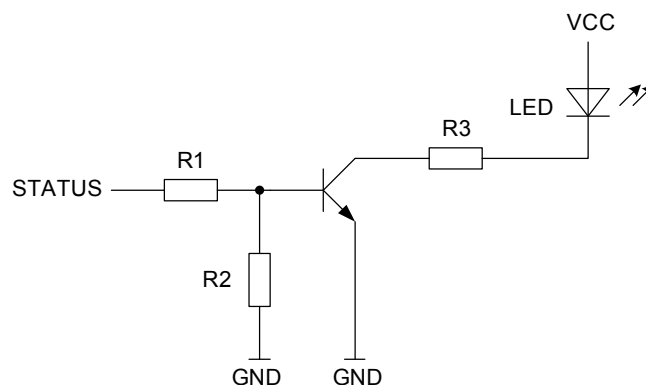 VCC
LED
R3
R1
STATUS
R2
GND
GND